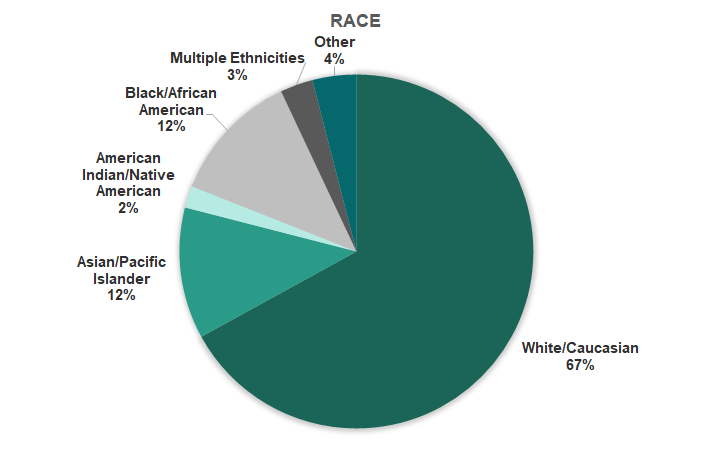 RACE
Other
4%
Multiple Ethnicities
3%
Black/African
American
12%
American
Indian/Native
American
2%
Asian/Pacific
Islander
12%
White/Caucasian
67%